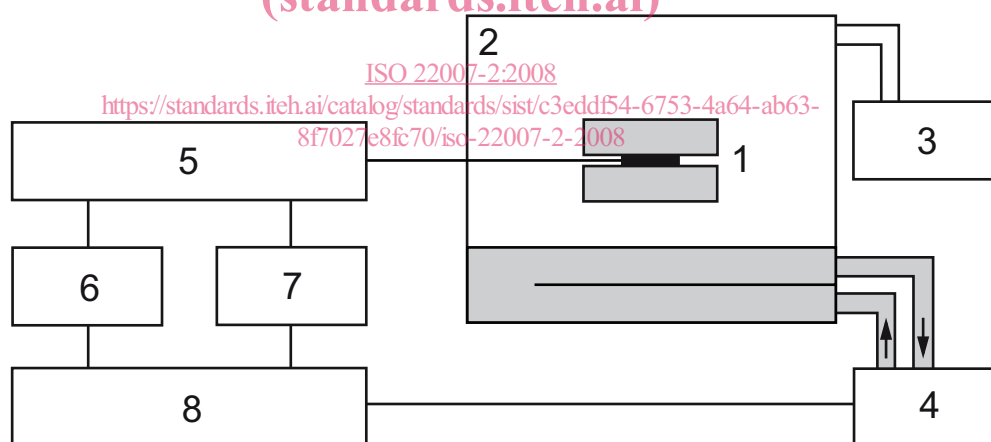 (standards.iteh.ai)
2
ISO 22007-2:2008
https://standards.iteh.ai/catalog/standards/sist/c3eddf54-6753-4a64-ab63-
8f7027e8fc70/iso-22007-2-2008
3
1
5
6
7
4
8